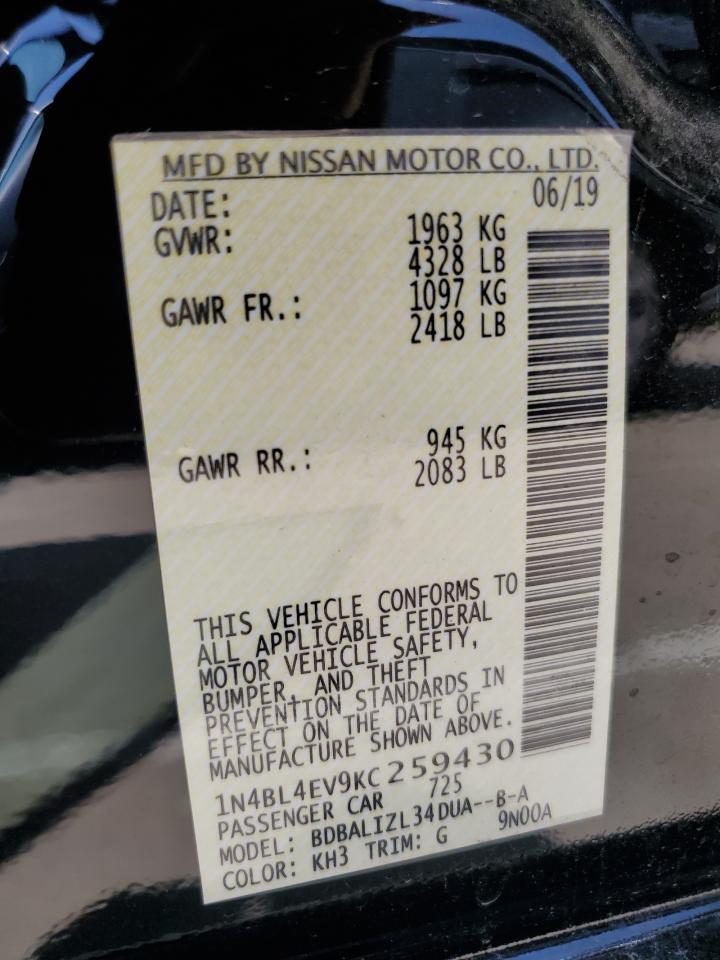 MFD BY NISSAN MOTOR CO., LTD.
DATE: 06/19
GVWR: 1963 KG
4328 LB
GAWR FR.: 1097 KG
2418 LB
GAWR RR.: 945 KG
2083 LB
THIS VEHICLE CONFORMS TO
ALL APPLICABLE FEDERAL
MOTOR VEHICLE SAFETY,
BUMPER, AND THEFT
PREVENTION STANDARDS IN
EFFECT ON THE DATE OF
MANUFACTURE SHOWN ABOVE.
1N4BL4EV9KC259430
PASSENGER CAR 725
MODEL: BDBALIZL34DUA--B-A
COLOR: KH3 TRIM: G 9N00A